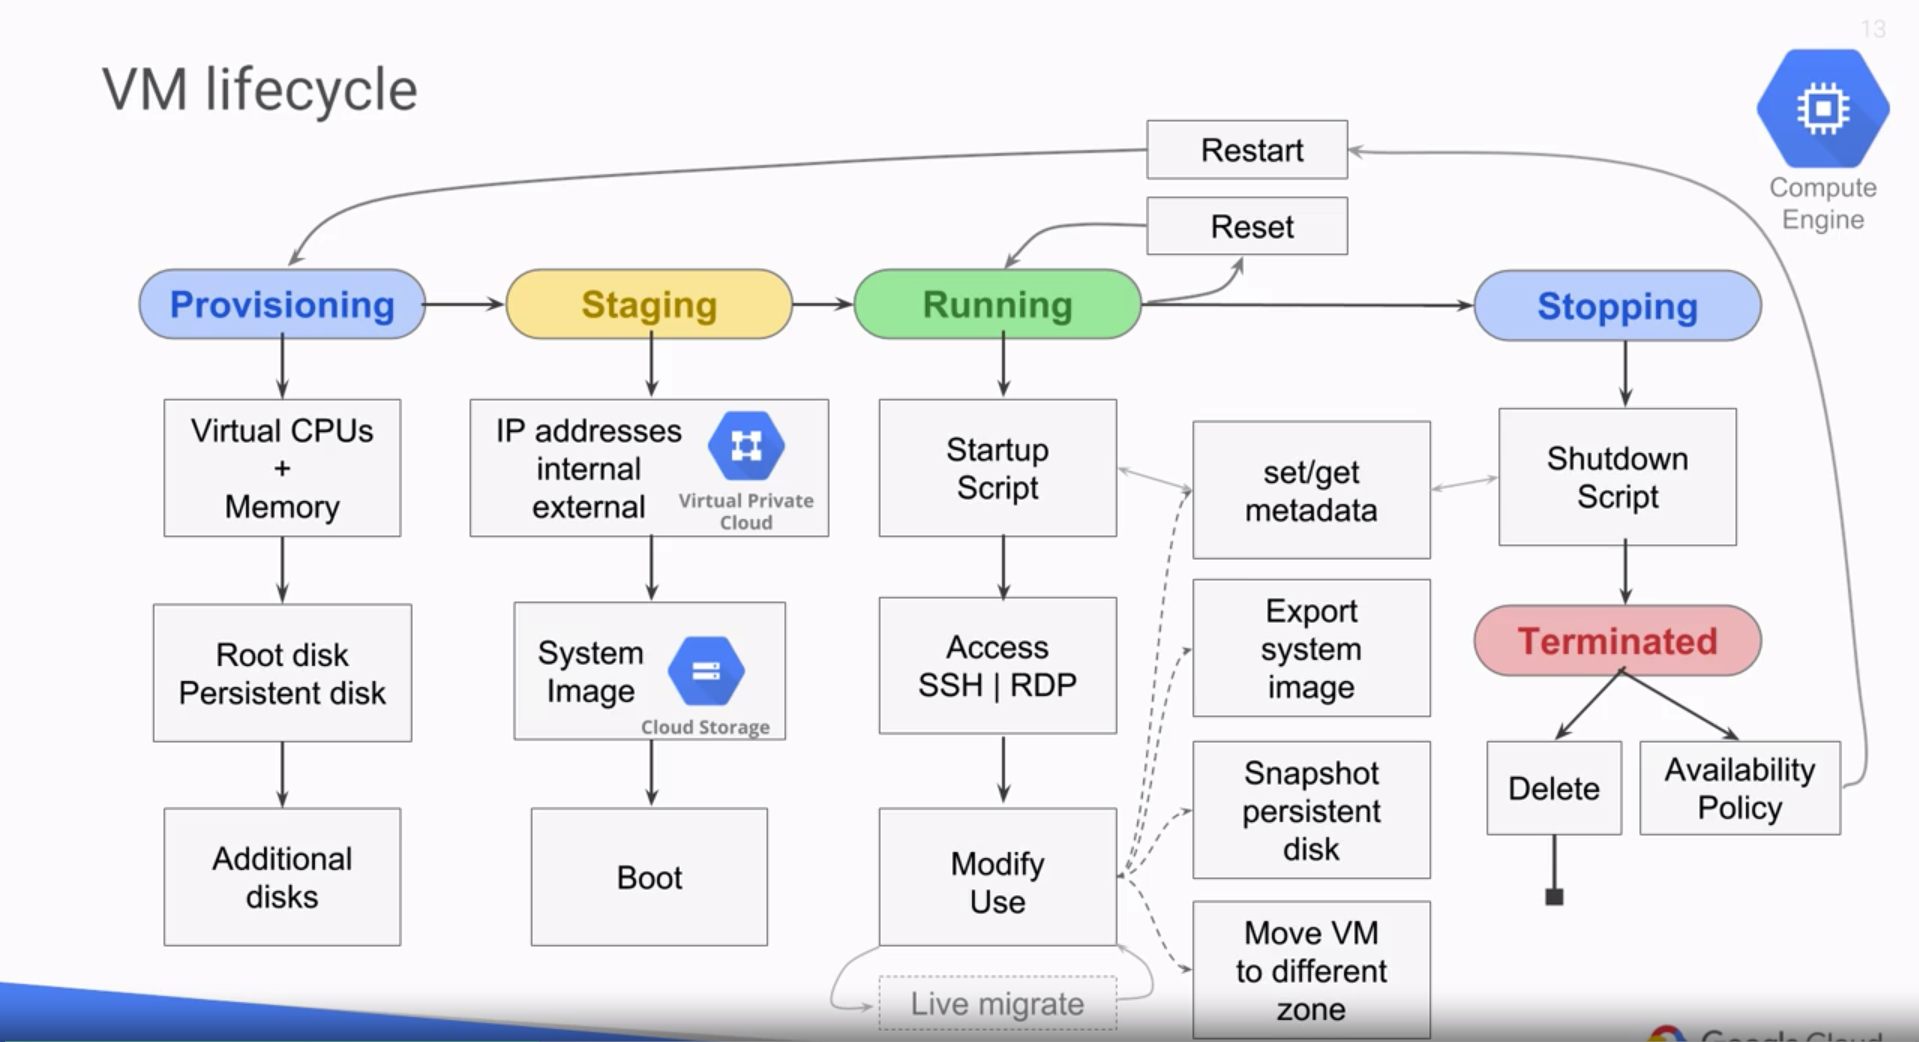 13
VM lifecycle
Compute
Engine
Restart
Reset
Provisioning
Staging
Running
Stopping
Virtual CPUs
+
Memory
Root disk
Persistent disk
Additional
disks
IP addresses
internal
external
Virtual Private
Cloud
System
Image
Cloud Storage
Boot
Startup
Script
Access
SSH | RDP
Modify
Use
Live migrate
set/get
metadata
Export
system
image
Snapshot
persistent
disk
Move VM
to different
zone
Shutdown
Script
Terminated
Delete
Availability
Policy
Google Cloud